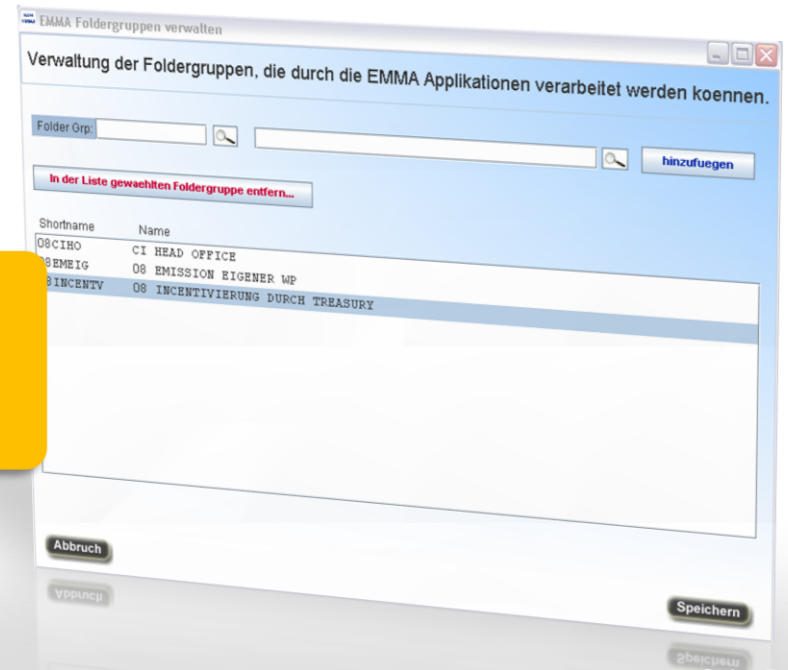 EMMA Foldergruppen verwalten
Verwaltung der Foldergruppen, die durch die EMMA Applikationen verarbeitet werden koennen.
Folder Grp:
hinzufuegen
In der Liste gewaehlten Foldergruppe entfern...
Shortname Name
08CIHO CI HEAD OFFICE
8EMEIG 08 EMISSION EIGENER WP
8INCENTV 08 INCENTIVIERUNG DURCH TREASURY
Abbruch
Speichern